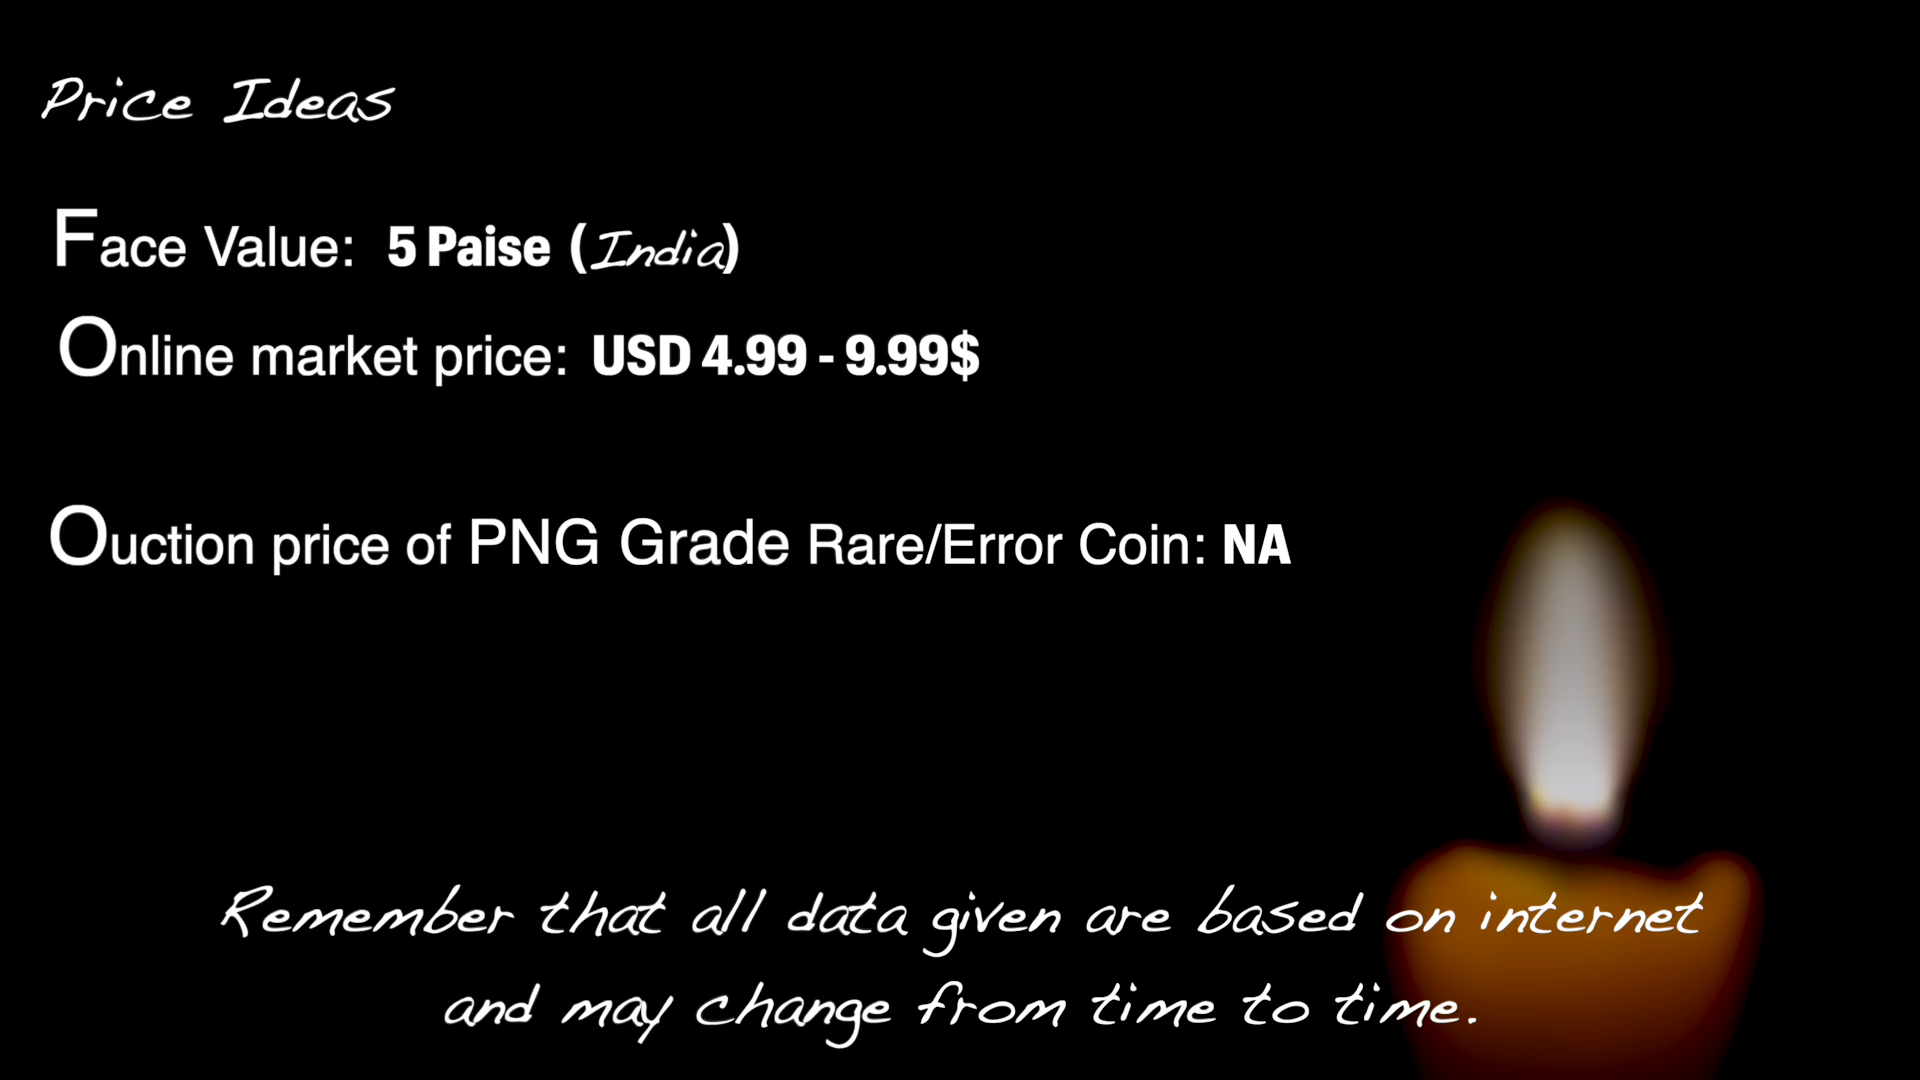 Price Ideas
Face Value: 5 Paise (India)
Online market price: USD 4.99 - 9.99$
Ouction price of PNG Grade Rare/Error Coin: NA
Remember that all data given are based on internet
and may change from time to time.